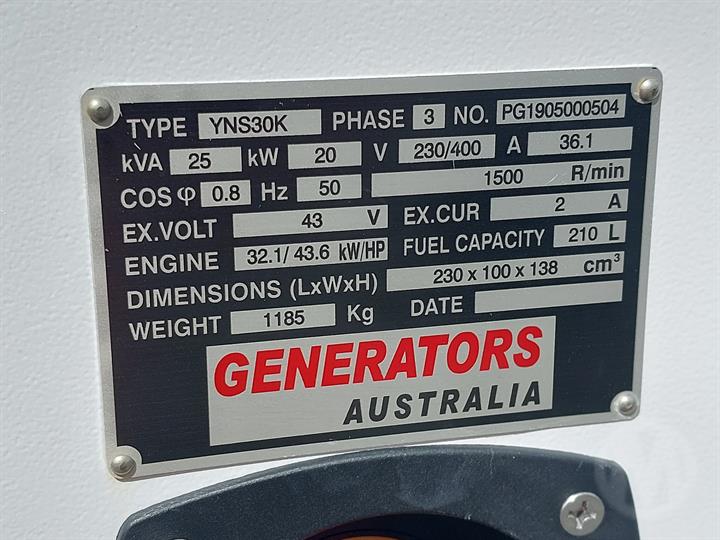 TYPE YNS30K PHASE 3 NO. PG1905000504
kVA 25 kW 20 V 230/400 A 36.1
COS φ 0.8 Hz 50 1500 R/min
EX.VOLT 43 V EX.CUR 2 A
ENGINE 32.1/ 43.6 kW/HP FUEL CAPACITY 210 L
DIMENSIONS (LxWxH) 230 x 100 x 138 cm³
WEIGHT 1185 Kg DATE
GENERATORS
AUSTRALIA